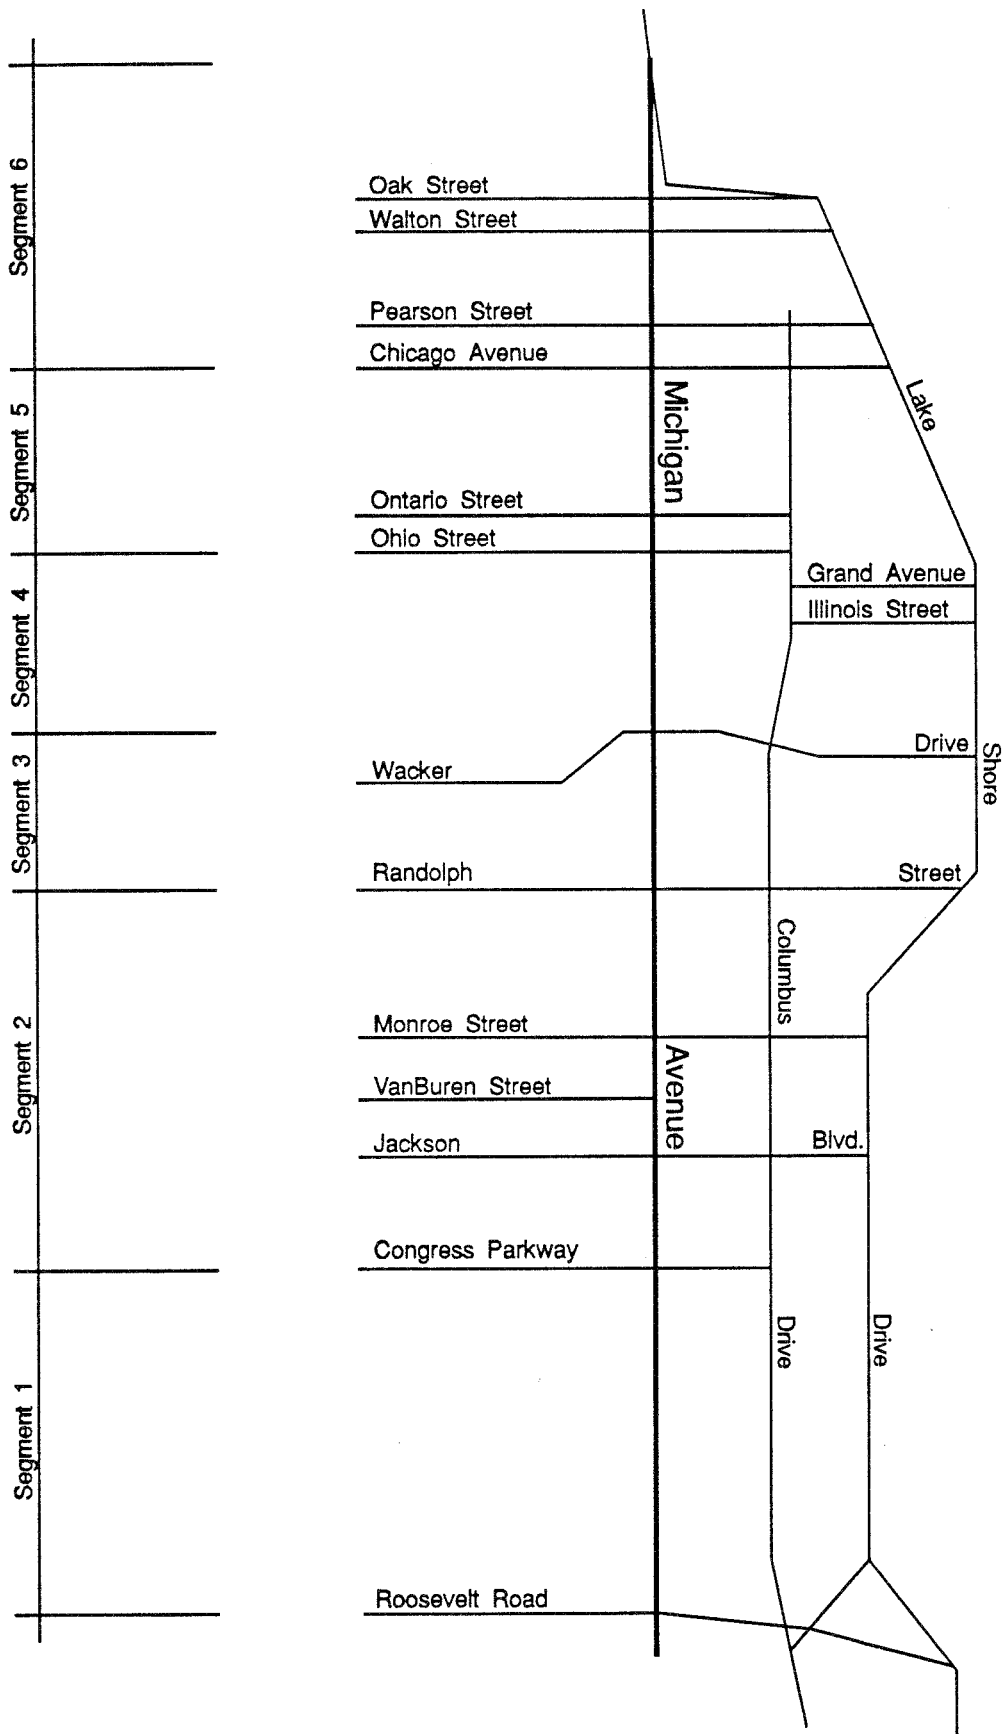 Segment 6
Oak Street
Walton Street
Pearson Street
Chicago Avenue
Lake
Michigan
Segment 5
Ontario Street
Ohio Street
Grand Avenue
Segment 4
Illinois Street
Drive
Shore
Segment 3
Wacker
Randolph
Street
Columbus
Segment 2
Monroe Street
Avenue
VanBuren Street
Jackson
Blvd.
Congress Parkway
Drive
Drive
Segment 1
Roosevelt Road